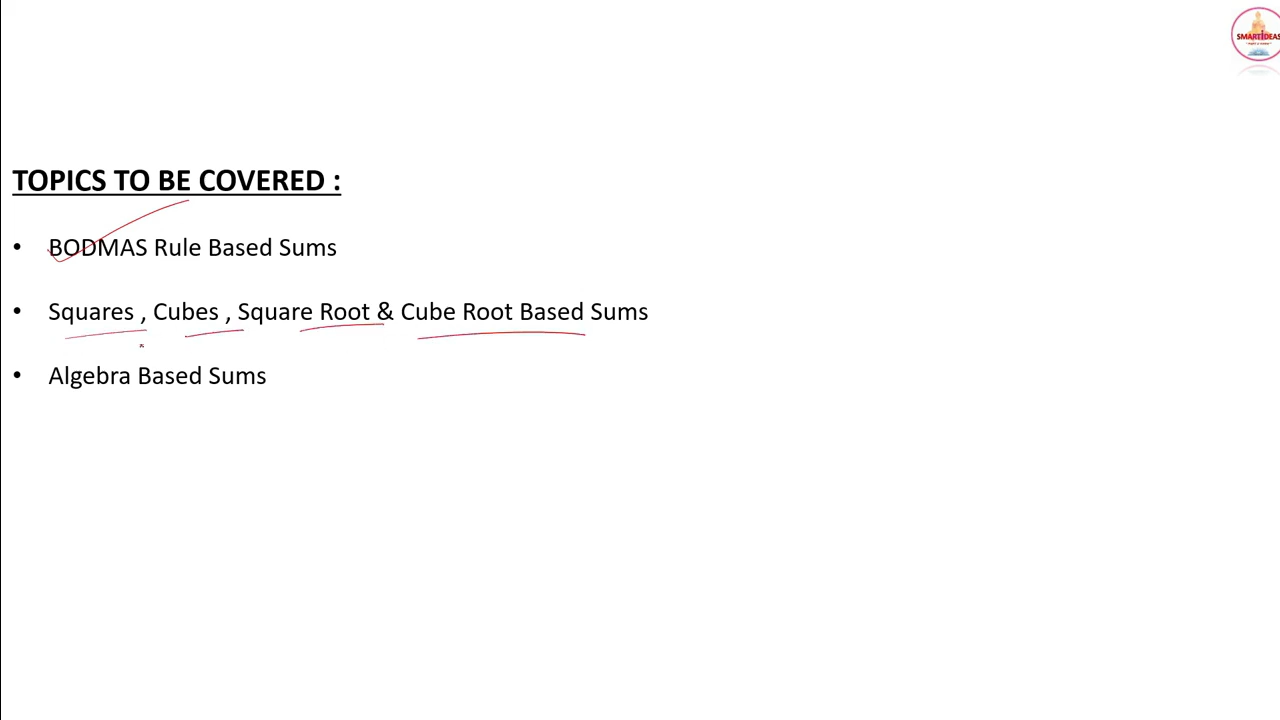 SMARTIDEAS
TOPICS TO BE COVERED :
• BODMAS Rule Based Sums
• Squares , Cubes , Square Root & Cube Root Based Sums
• Algebra Based Sums